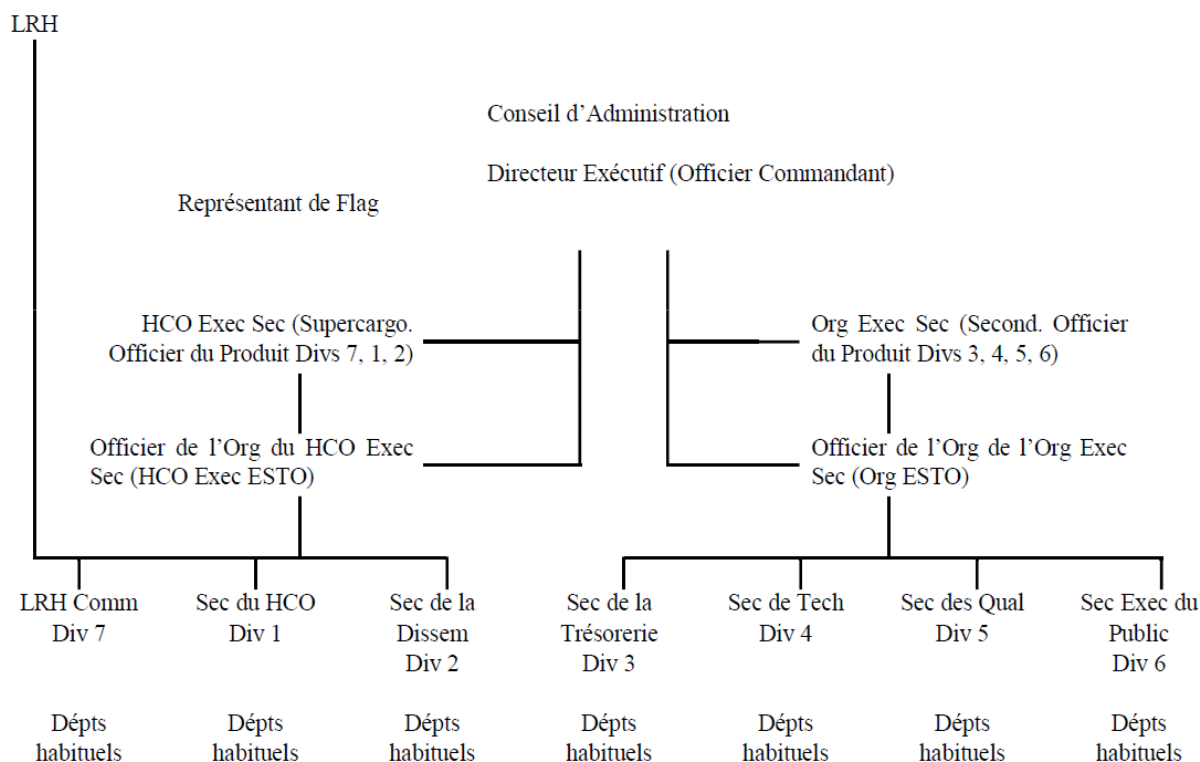 LRH
Conseil d’Administration
Directeur Exécutif (Officier Commandant)
Représentant de Flag
HCO Exec Sec (Supercargo.
Officier du Produit Divs 7, 1, 2)
Org Exec Sec (Second. Officier
du Produit Divs 3, 4, 5, 6)
Officier de l’Org du HCO Exec
Sec (HCO Exec ESTO)
Officier de l’Org de l’Org Exec
Sec (Org ESTO)
LRH Comm
Div 7
Sec du HCO
Div 1
Sec de la
Dissem
Div 2
Sec de la
Trésorerie
Div 3
Sec de Tech
Div 4
Sec des Qual
Div 5
Sec Exec du
Public
Div 6
Dépts
habituels
Dépts
habituels
Dépts
habituels
Dépts
habituels
Dépts
habituels
Dépts
habituels
Dépts
habituels